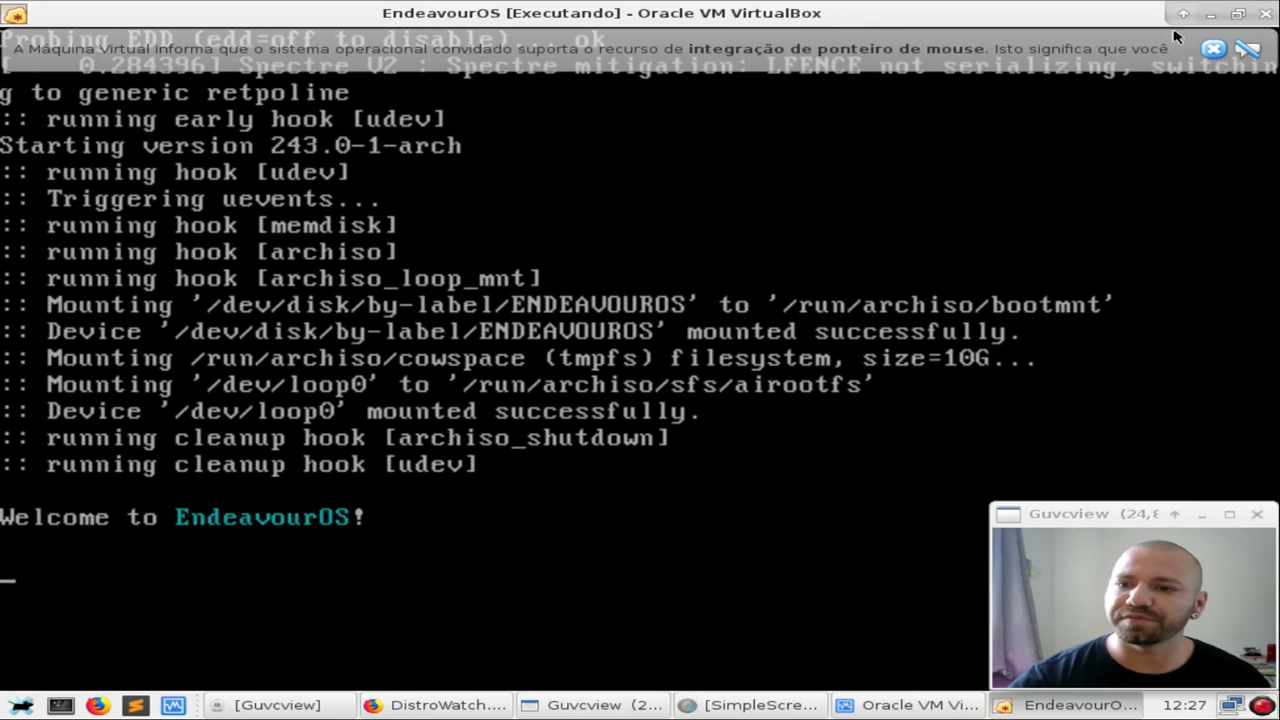 EndeavourOS [Executando] - Oracle VM VirtualBox
Probing EDD (edd=off to disable)... ok
A Máquina Virtual informa que o sistema operacional convidado suporta o recurso de integração de ponteiro de mouse. Isto significa que você
[    0.284396] Spectre V2 : Spectre mitigation: LFENCE not serializing, switchin
g to generic retpoline
:: running early hook [udev]
Starting version 243.0-1-arch
:: running hook [udev]
:: Triggering uevents...
:: running hook [memdisk]
:: running hook [archiso]
:: running hook [archiso_loop_mnt]
:: Mounting '/dev/disk/by-label/ENDEAVOUROS' to '/run/archiso/bootmnt'
:: Device '/dev/disk/by-label/ENDEAVOUROS' mounted successfully.
:: Mounting /run/archiso/cowspace (tmpfs) filesystem, size=10G...
:: Mounting '/dev/loop0' to '/run/archiso/sfs/airootfs'
:: Device '/dev/loop0' mounted successfully.
:: running cleanup hook [archiso_shutdown]
:: running cleanup hook [udev]
Welcome to EndeavourOS!
Guvcview (24,8
[Guvcview]
DistroWatch....
Guvcview (2...
[SimpleScre...
Oracle VM Vi...
EndeavourO...
12:27